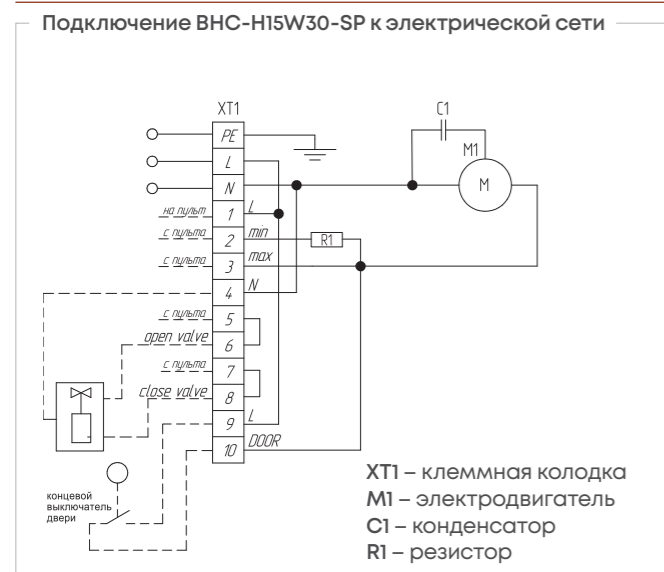 Подключение BHC-H15W30-SP к электрической сети
XT1
C1
M1
M
PE
L
N
на пульт 1 L
с пульта 2 min R1
с пульта 3 max
4 N
с пульта 5
open valve 6
с пульта 7
close valve 8
9 L
10 DOOR
концевой
выключатель
двери
XT1 – клеммная колодка
M1 – электродвигатель
C1 – конденсатор
R1 – резистор